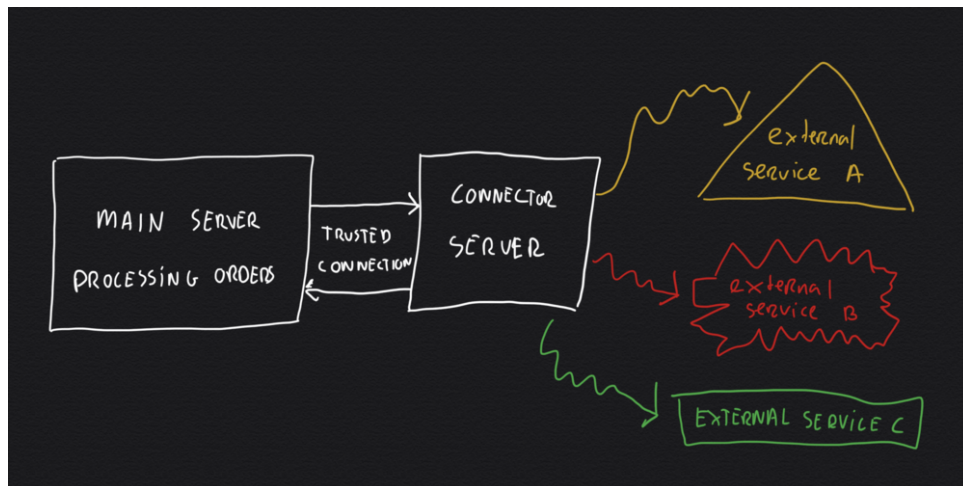 MAIN SERVER
PROCESSING ORDERS
TRUSTED
CONNECTION
CONNECTOR
SERVER
external
service A
external
service B
EXTERNAL SERVICE C